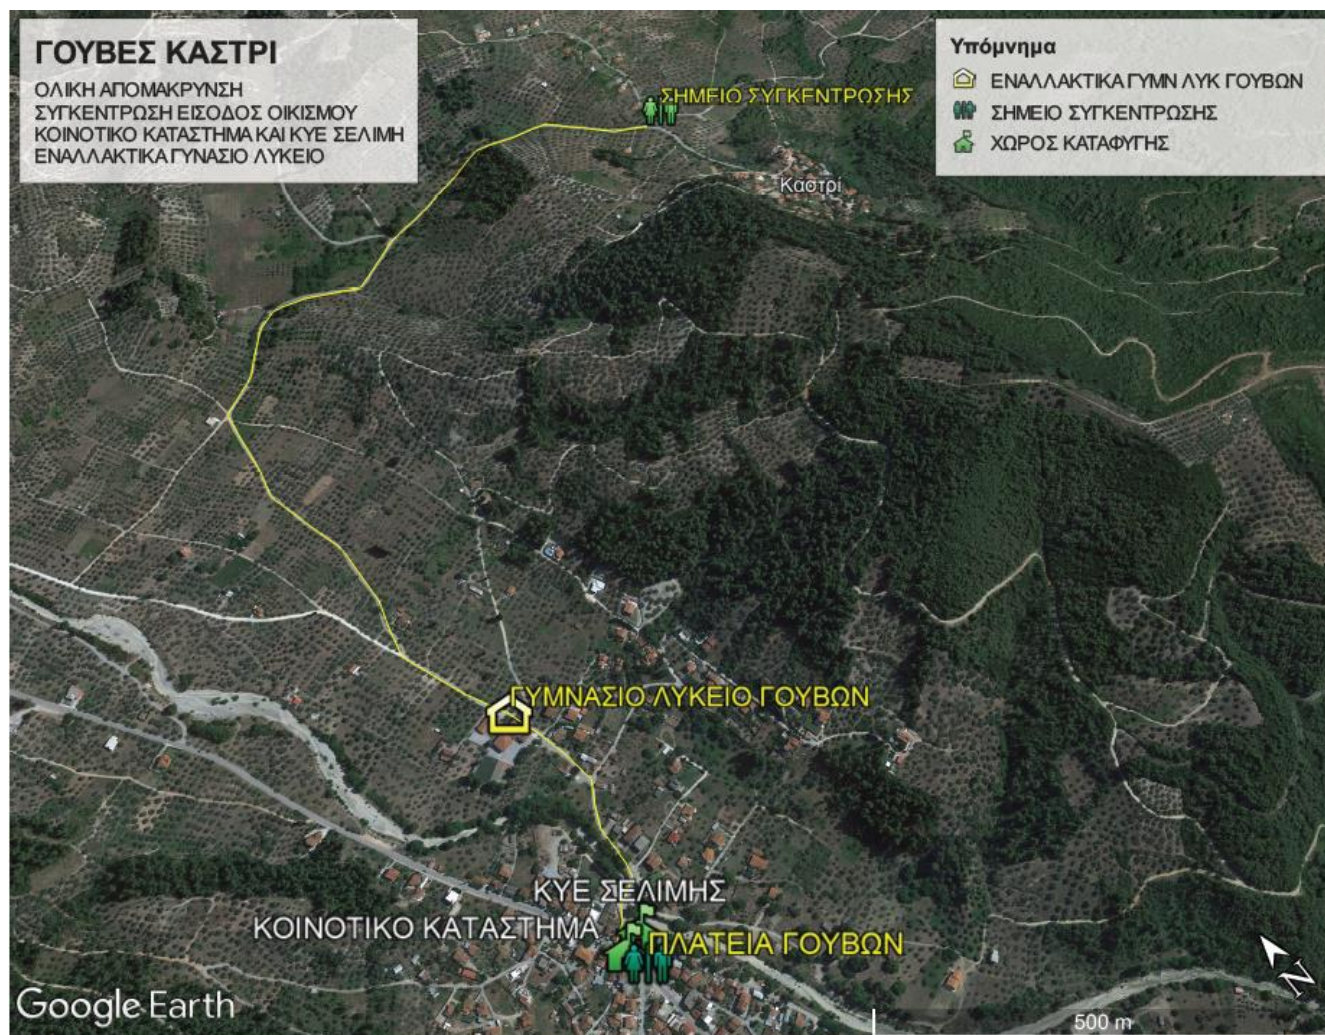 ΓΟΥΒΕΣ ΚΑΣΤΡΙ
ΟΛΙΚΗ ΑΠΟΜΑΚΡΥΝΣΗ
ΣΥΓΚΕΝΤΡΩΣΗ ΕΙΣΟΔΟΣ ΟΙΚΙΣΜΟΥ
ΚΟΙΝΟΤΙΚΟ ΚΑΤΑΣΤΗΜΑ ΚΑΙ ΚΥΕ ΣΕΛΙΜΗ
ΕΝΑΛΛΑΚΤΙΚΑ ΓΥΝΑΣΙΟ ΛΥΚΕΙΟ
Υπόμνημα
ΕΝΑΛΛΑΚΤΙΚΑ ΓΥΜΝ ΛΥΚ ΓΟΥΒΩΝ
ΣΗΜΕΙΟ ΣΥΓΚΕΝΤΡΩΣΗΣ
ΧΩΡΟΣ ΚΑΤΑΦΥΓΗΣ
ΣΗΜΕΙΟ ΣΥΓΚΕΝΤΡΩΣΗΣ
Καστρί
ΓΥΜΝΑΣΙΟ ΛΥΚΕΙΟ ΓΟΥΒΩΝ
ΚΥΕ ΣΕΛΙΜΗΣ
ΚΟΙΝΟΤΙΚΟ ΚΑΤΑΣΤΗΜΑ
ΠΛΑΤΕΙΑ ΓΟΥΒΩΝ
N
Google Earth
500 m